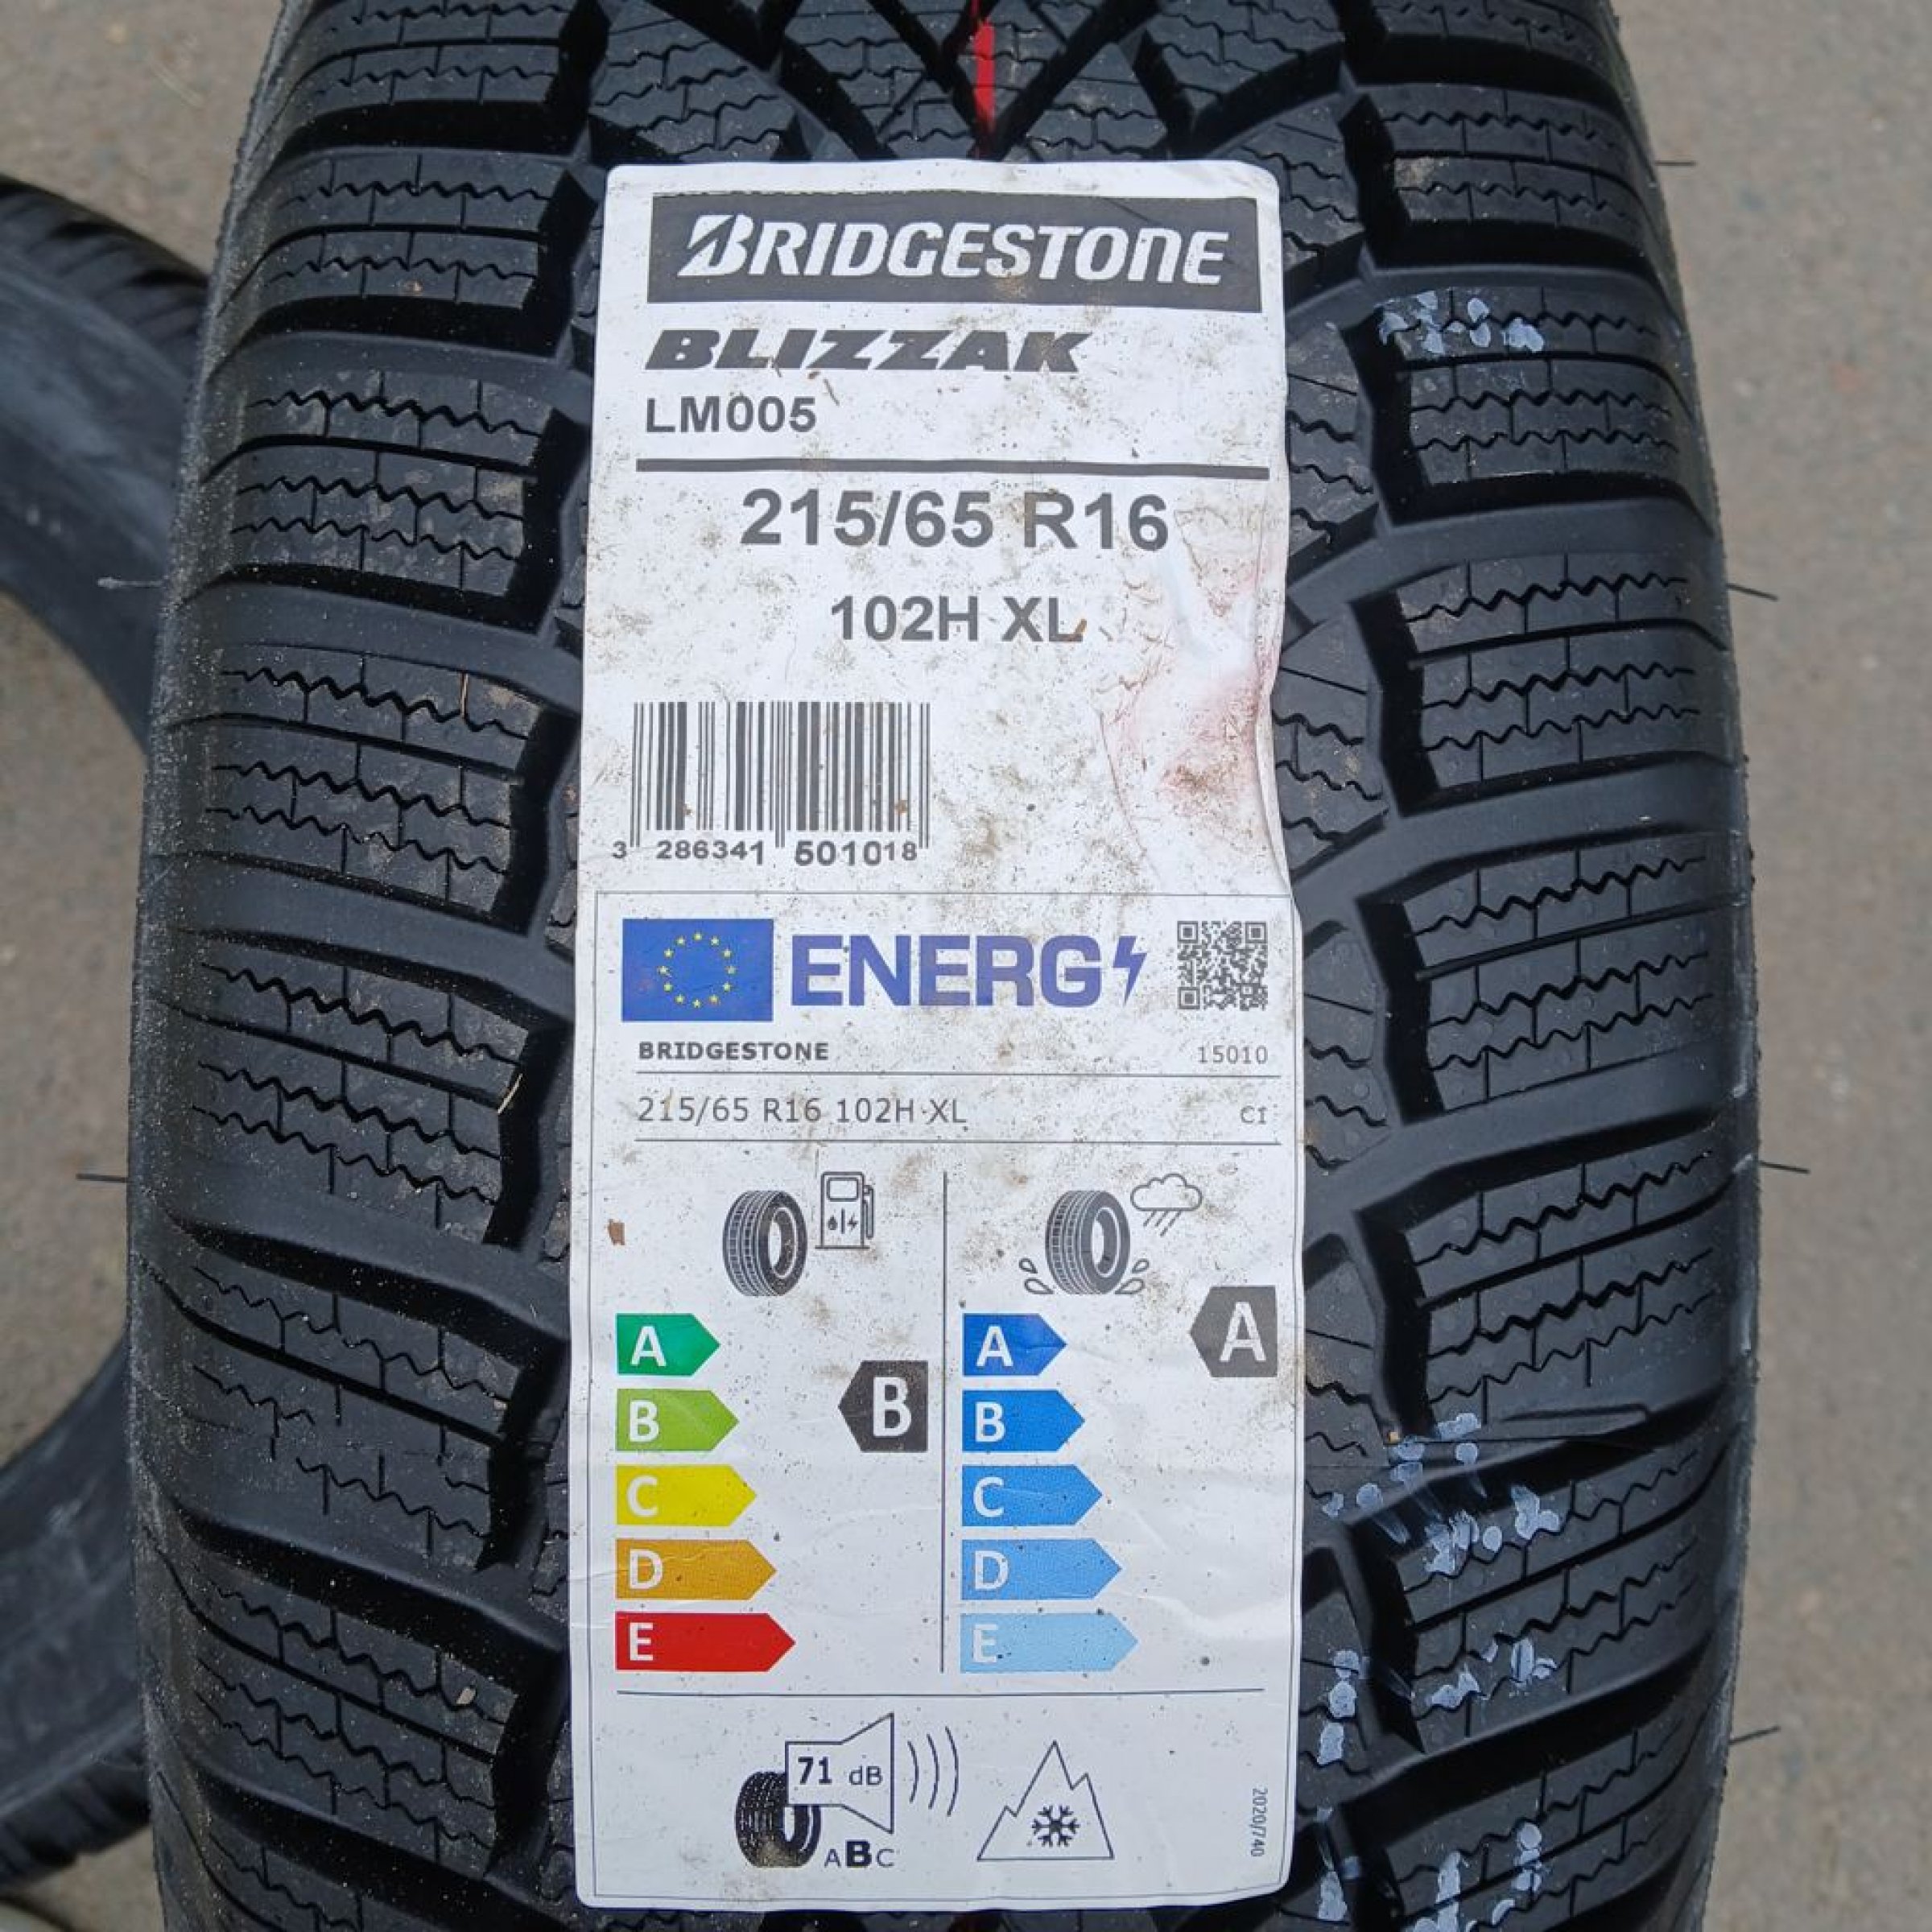 BRIDGESTONE
BLIZZAK
LM005
215/65 R16
102H XL
3 286341 501018
ENERG
BRIDGESTONE 15010
215/65 R16 102H XL C1
A A A
B B B
C C
D D
E E
71 dB
ABC
2020/740